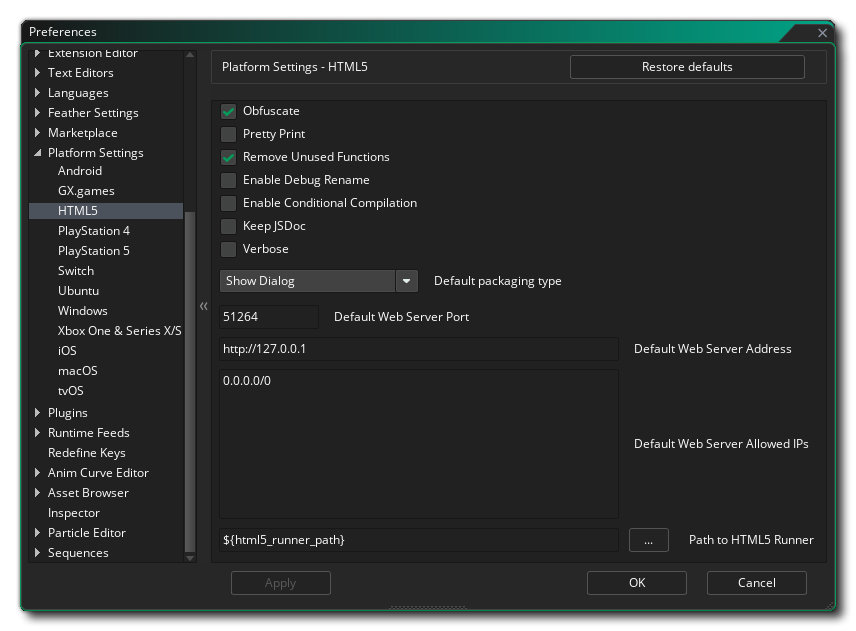 Preferences
Extension Editor
Text Editors
Languages
Feather Settings
Marketplace
Platform Settings
Android
GX.games
HTML5
PlayStation 4
PlayStation 5
Switch
Ubuntu
Windows
Xbox One & Series X/S
iOS
macOS
tvOS
Plugins
Runtime Feeds
Redefine Keys
Anim Curve Editor
Asset Browser
Inspector
Particle Editor
Sequences
Platform Settings - HTML5
Restore defaults
Obfuscate
Pretty Print
Remove Unused Functions
Enable Debug Rename
Enable Conditional Compilation
Keep JSDoc
Verbose
Show Dialog Default packaging type
51264 Default Web Server Port
http://127.0.0.1 Default Web Server Address
0.0.0.0/0
Default Web Server Allowed IPs
${html5_runner_path} ... Path to HTML5 Runner
Apply OK Cancel